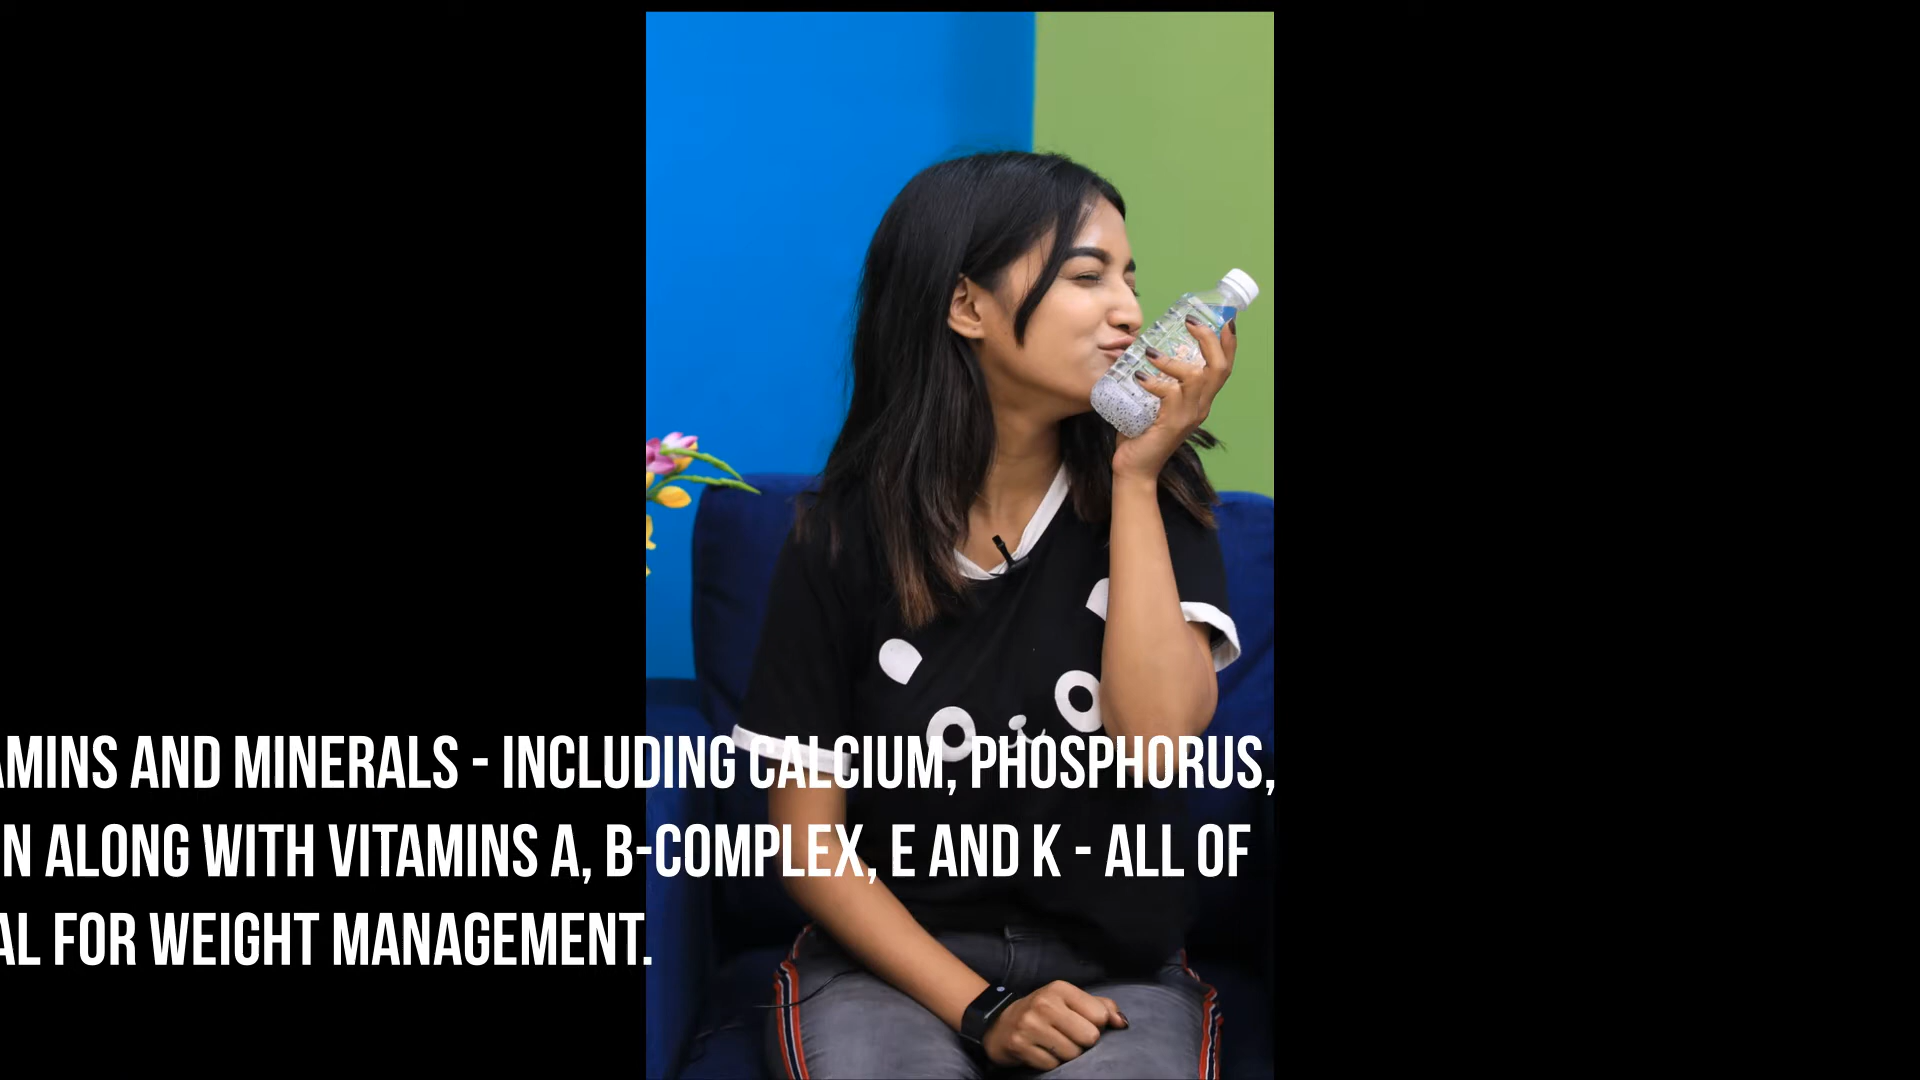 AMINS AND MINERALS - INCLUDING CALCIUM, PHOSPHORUS,
N ALONG WITH VITAMINS A, B-COMPLEX, E AND K - ALL OF
AL FOR WEIGHT MANAGEMENT.